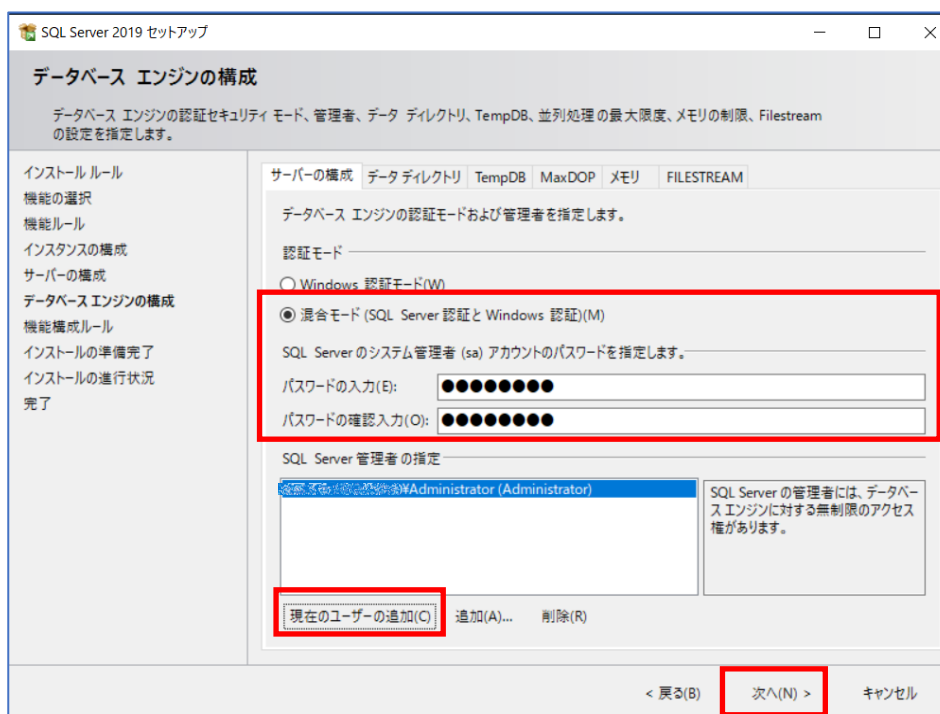 SQL Server 2019 セットアップ
データベース エンジンの構成
データベース エンジンの認証セキュリティ モード、管理者、データ ディレクトリ、TempDB、並列処理の最大限度、メモリの制限、Filestream
の設定を指定します。
インストール ルール
機能の選択
機能ルール
インスタンスの構成
サーバーの構成
データベース エンジンの構成
機能構成ルール
インストールの準備完了
インストールの進行状況
完了
サーバーの構成 データ ディレクトリ TempDB MaxDOP メモリ FILESTREAM
データベース エンジンの認証モードおよび管理者を指定します。
認証モード
Windows 認証モード(W)
混合モード (SQL Server 認証と Windows 認証)(M)
SQL Server のシステム管理者 (sa) アカウントのパスワードを指定します。
パスワードの入力(E): ●●●●●●●●
パスワードの確認入力(O): ●●●●●●●●
SQL Server 管理者の指定
¥Administrator (Administrator)
SQL Server の管理者には、データベー
ス エンジンに対する無制限のアクセス
権があります。
現在のユーザーの追加(C) 追加(A)... 削除(R)
< 戻る(B) 次へ(N) > キャンセル